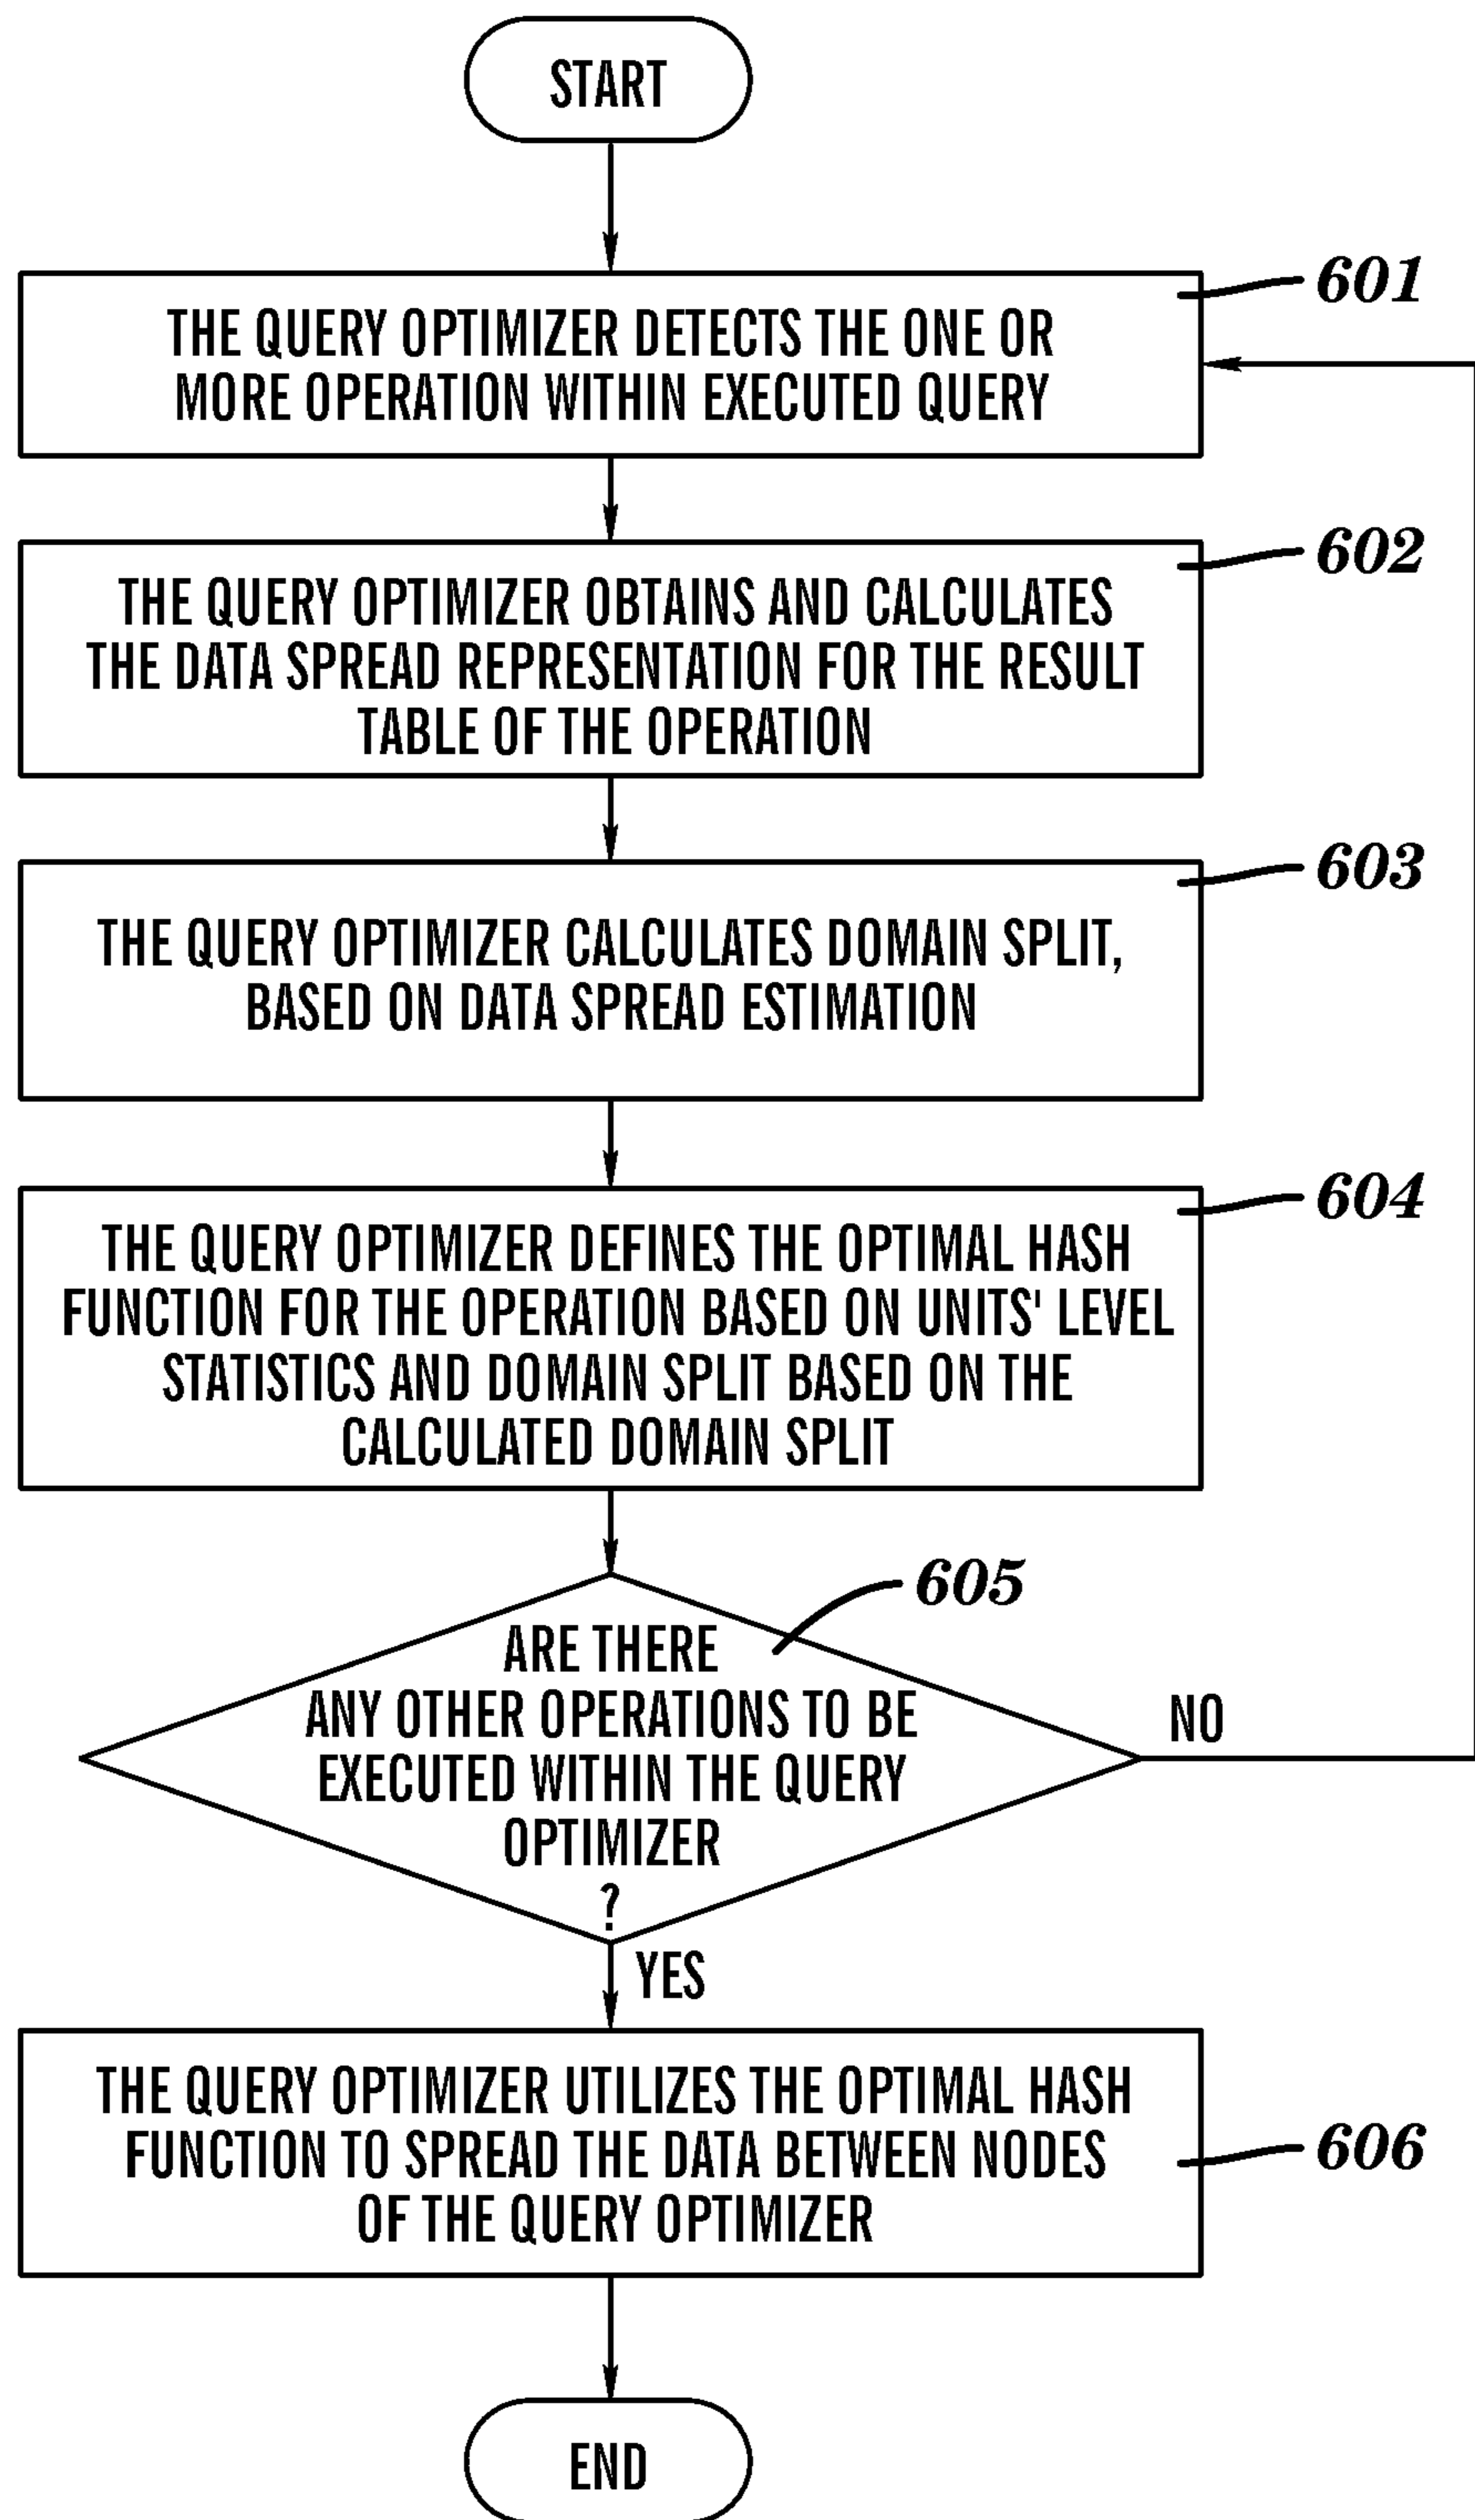 START
601
THE QUERY OPTIMIZER DETECTS THE ONE OR
MORE OPERATION WITHIN EXECUTED QUERY
602
THE QUERY OPTIMIZER OBTAINS AND CALCULATES
THE DATA SPREAD REPRESENTATION FOR THE RESULT
TABLE OF THE OPERATION
603
THE QUERY OPTIMIZER CALCULATES DOMAIN SPLIT,
BASED ON DATA SPREAD ESTIMATION
604
THE QUERY OPTIMIZER DEFINES THE OPTIMAL HASH
FUNCTION FOR THE OPERATION BASED ON UNITS' LEVEL
STATISTICS AND DOMAIN SPLIT BASED ON THE
CALCULATED DOMAIN SPLIT
605
ARE THERE
ANY OTHER OPERATIONS TO BE
EXECUTED WITHIN THE QUERY
OPTIMIZER
?
NO
YES
THE QUERY OPTIMIZER UTILIZES THE OPTIMAL HASH
FUNCTION TO SPREAD THE DATA BETWEEN NODES
OF THE QUERY OPTIMIZER
606
END